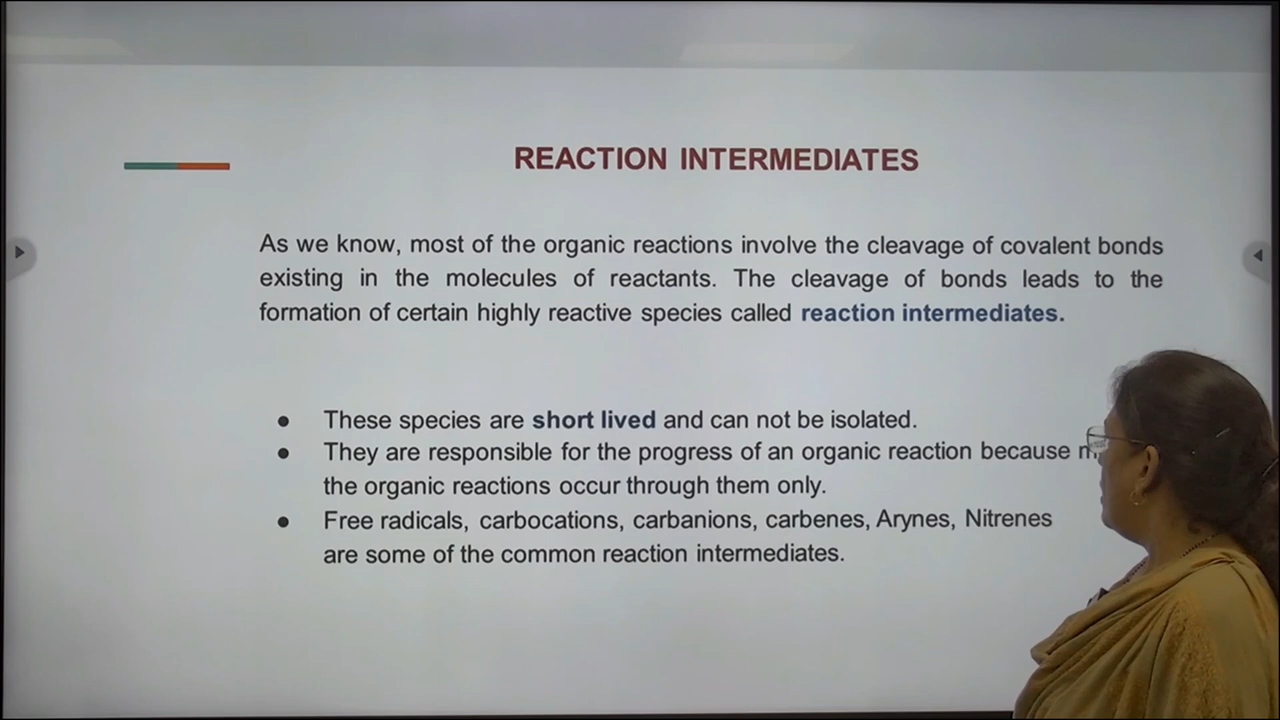 REACTION INTERMEDIATES
As we know, most of the organic reactions involve the cleavage of covalent bonds
existing in the molecules of reactants. The cleavage of bonds leads to the
formation of certain highly reactive species called reaction intermediates.
● These species are short lived and can not be isolated.
● They are responsible for the progress of an organic reaction because
the organic reactions occur through them only.
● Free radicals, carbocations, carbanions, carbenes, Arynes, Nitrenes
are some of the common reaction intermediates.